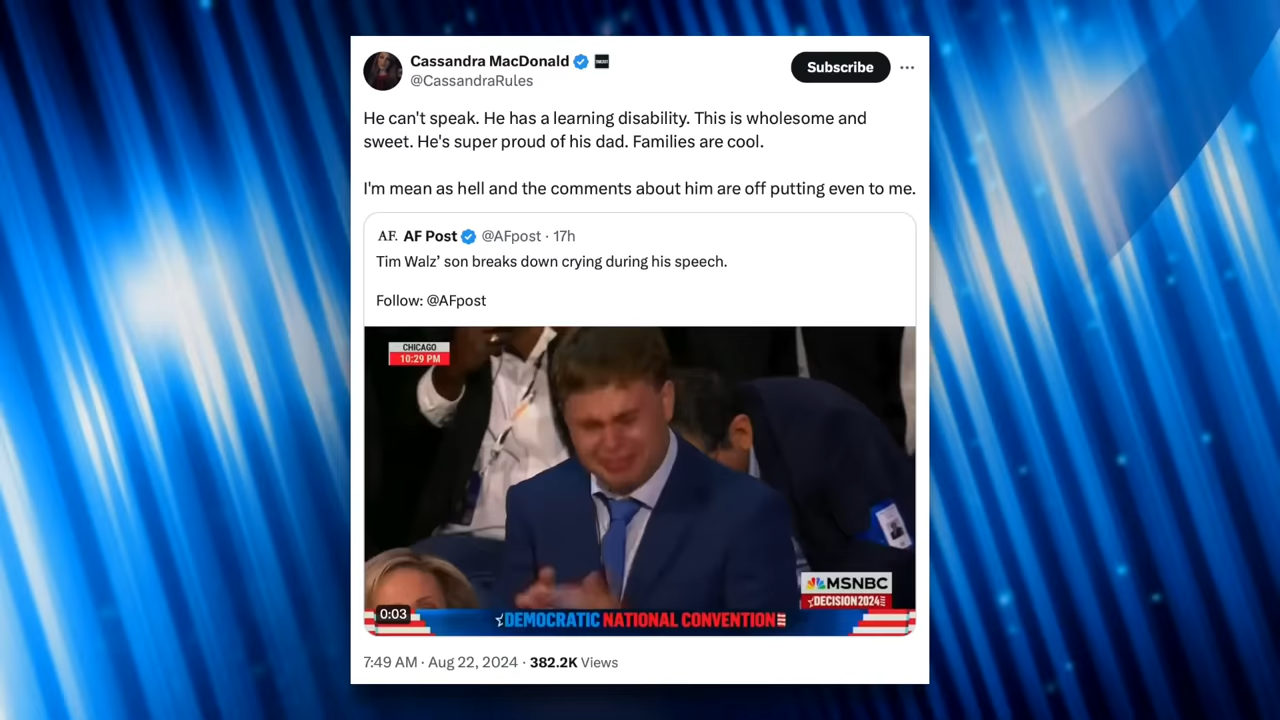 Cassandra MacDonald
@CassandraRules
Subscribe
He can't speak. He has a learning disability. This is wholesome and
sweet. He's super proud of his dad. Families are cool.
I'm mean as hell and the comments about him are off putting even to me.
AF. AF Post @AFpost · 17h
Tim Walz’ son breaks down crying during his speech.
Follow: @AFpost
CHICAGO
10:29 PM
MSNBC
DECISION 2024
0:03
DEMOCRATIC NATIONAL CONVENTION
7:49 AM · Aug 22, 2024 · 382.2K Views